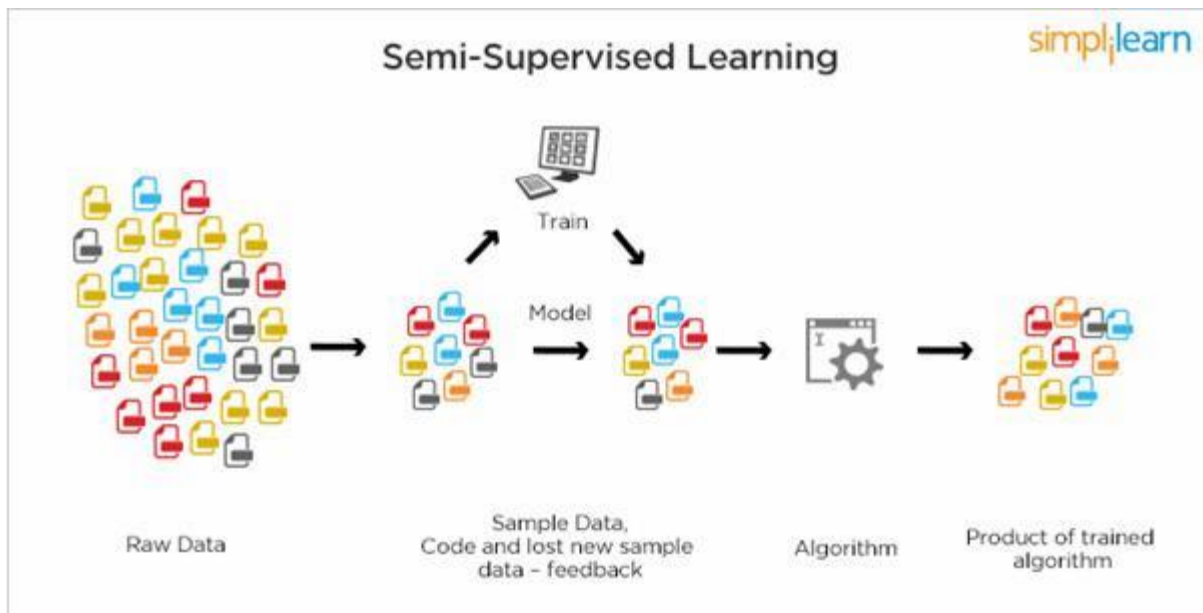 simplilearn
Semi-Supervised Learning
Train
Model
Raw Data
Sample Data,
Code and lost new sample
data – feedback
Algorithm
Product of trained
algorithm